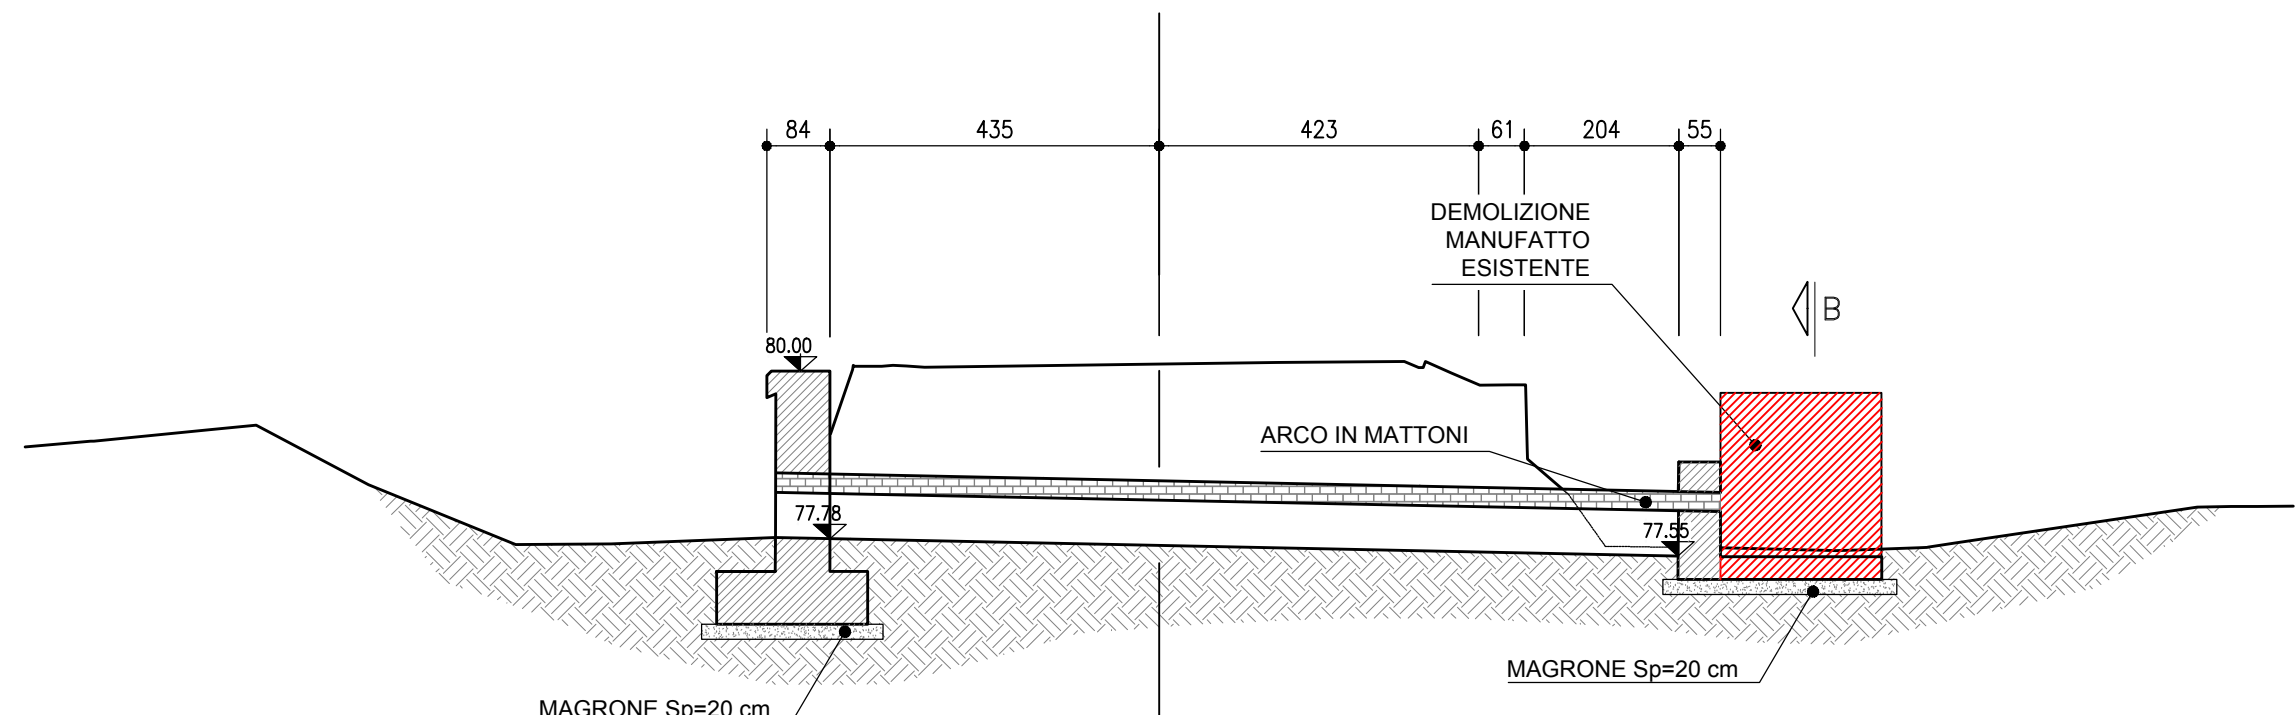 84 435 423 61 204 55
DEMOLIZIONE
MANUFATTO
ESISTENTE
B
80.00
ARCO IN MATTONI
77.78
77.55
MAGRONE Sp=20 cm
MAGRONE Sp=20 cm